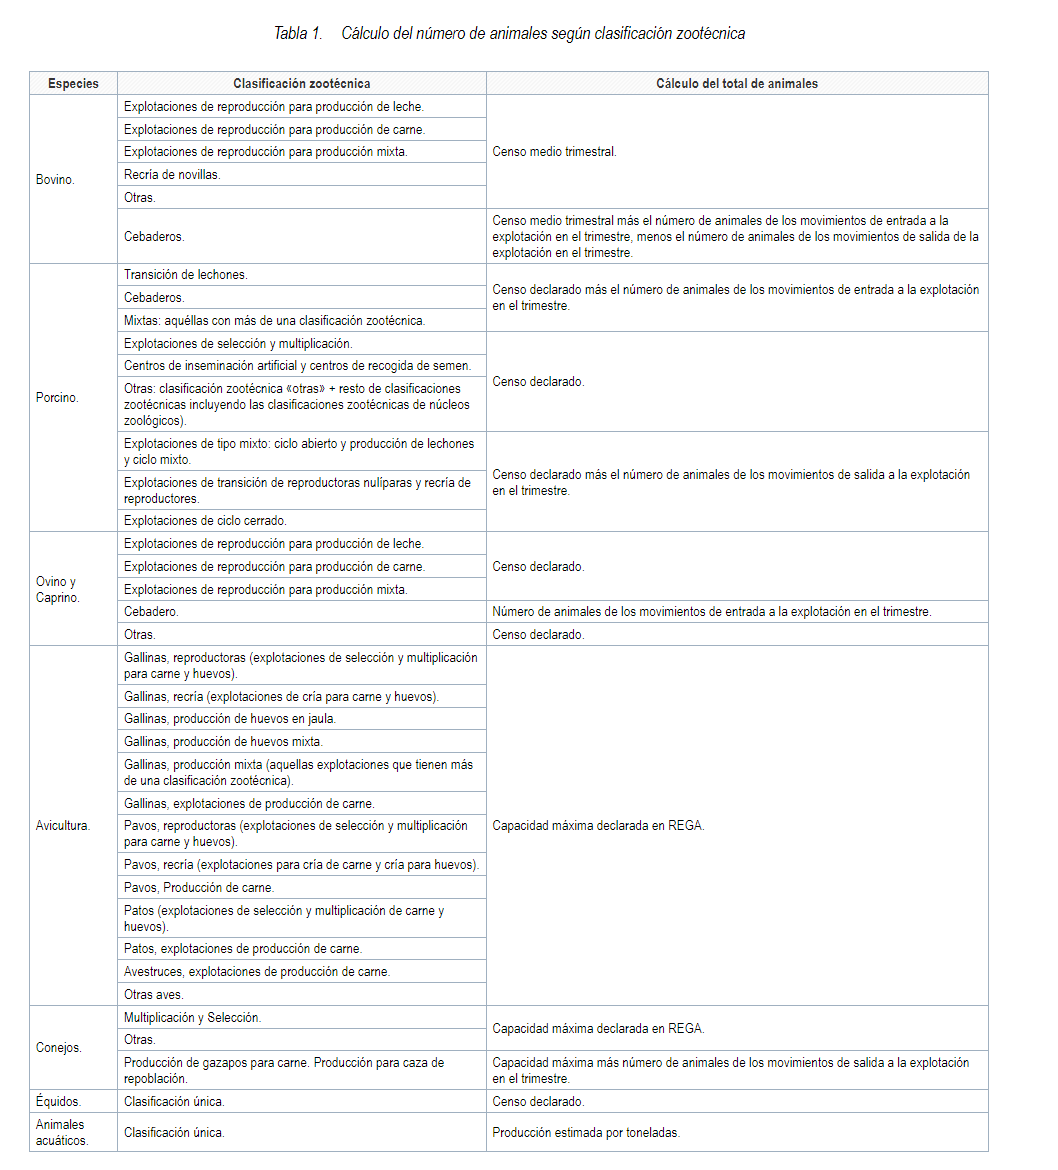 Tabla 1. Cálculo del número de animales según clasificación zootécnica
Especies
Clasificación zootécnica
Cálculo del total de animales
Bovino.
Explotaciones de reproducción para producción de leche.
Explotaciones de reproducción para producción de carne.
Explotaciones de reproducción para producción mixta.
Recría de novillas.
Otras.
Censo medio trimestral.
Cebaderos.
Censo medio trimestral más el número de animales de los movimientos de entrada a la
explotación en el trimestre, menos el número de animales de los movimientos de salida de la
explotación en el trimestre.
Porcino.
Transición de lechones.
Cebaderos.
Mixtas: aquéllas con más de una clasificación zootécnica.
Censo declarado más el número de animales de los movimientos de entrada a la explotación
en el trimestre.
Explotaciones de selección y multiplicación.
Centros de inseminación artificial y centros de recogida de semen.
Otras: clasificación zootécnica «otras» + resto de clasificaciones
zootécnicas incluyendo las clasificaciones zootécnicas de núcleos
zoológicos).
Censo declarado.
Explotaciones de tipo mixto: ciclo abierto y producción de lechones
y ciclo mixto.
Explotaciones de transición de reproductoras nulíparas y recría de
reproductores.
Explotaciones de ciclo cerrado.
Censo declarado más el número de animales de los movimientos de salida a la explotación
en el trimestre.
Ovino y
Caprino.
Explotaciones de reproducción para producción de leche.
Explotaciones de reproducción para producción de carne.
Explotaciones de reproducción para producción mixta.
Censo declarado.
Cebadero.
Número de animales de los movimientos de entrada a la explotación en el trimestre.
Otras.
Censo declarado.
Avicultura.
Gallinas, reproductoras (explotaciones de selección y multiplicación
para carne y huevos).
Gallinas, recría (explotaciones de cría para carne y huevos).
Gallinas, producción de huevos en jaula.
Gallinas, producción de huevos mixta.
Gallinas, producción mixta (aquellas explotaciones que tienen más
de una clasificación zootécnica).
Gallinas, explotaciones de producción de carne.
Pavos, reproductoras (explotaciones de selección y multiplicación
para carne y huevos).
Pavos, recría (explotaciones para cría de carne y cría para huevos).
Pavos, Producción de carne.
Patos (explotaciones de selección y multiplicación de carne y
huevos).
Patos, explotaciones de producción de carne.
Avestruces, explotaciones de producción de carne.
Otras aves.
Capacidad máxima declarada en REGA.
Conejos.
Multiplicación y Selección.
Otras.
Capacidad máxima declarada en REGA.
Producción de gazapos para carne. Producción para caza de
repoblación.
Capacidad máxima más número de animales de los movimientos de salida a la explotación
en el trimestre.
Équidos.
Clasificación única.
Censo declarado.
Animales
acuáticos.
Clasificación única.
Producción estimada por toneladas.